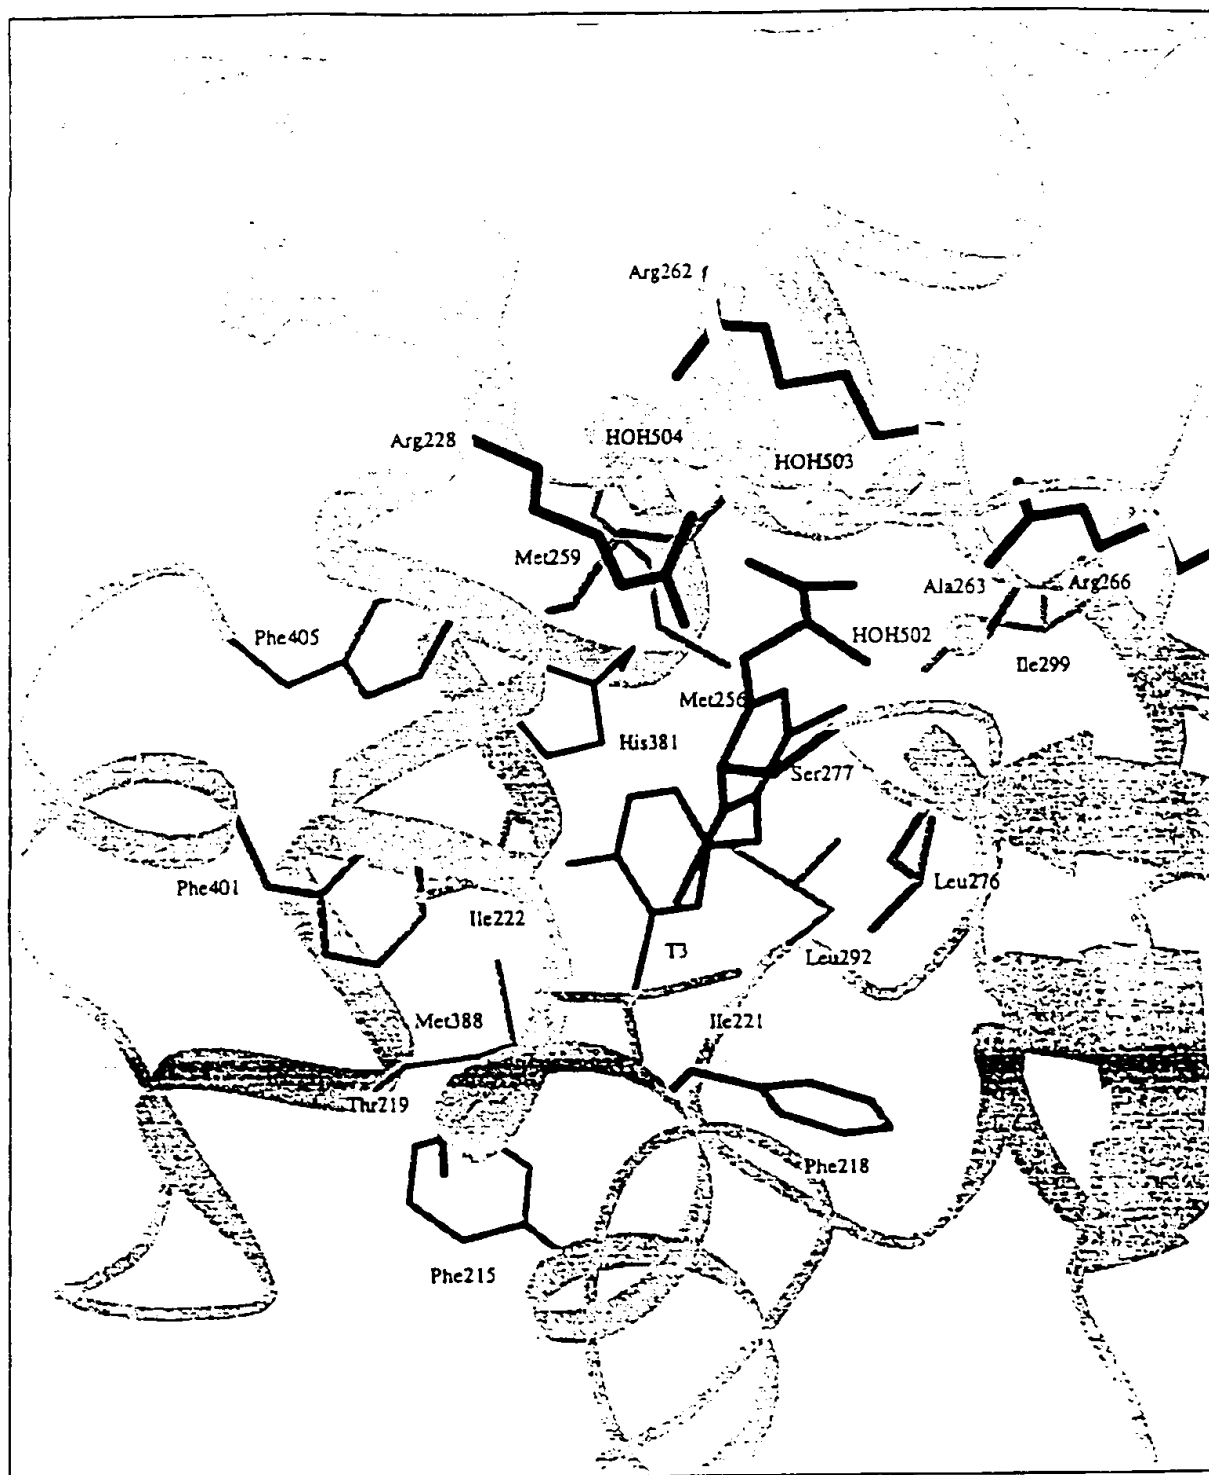 Arg262
Arg228
HOH504
HOH503
Met259
Ala263
Arg266
Phe405
HOH502
Ile299
Met256
His381
Ser277
Phe401
Leu276
Ile222
T3
Leu292
Met388
Ile221
Thr219
Phe218
Phe215